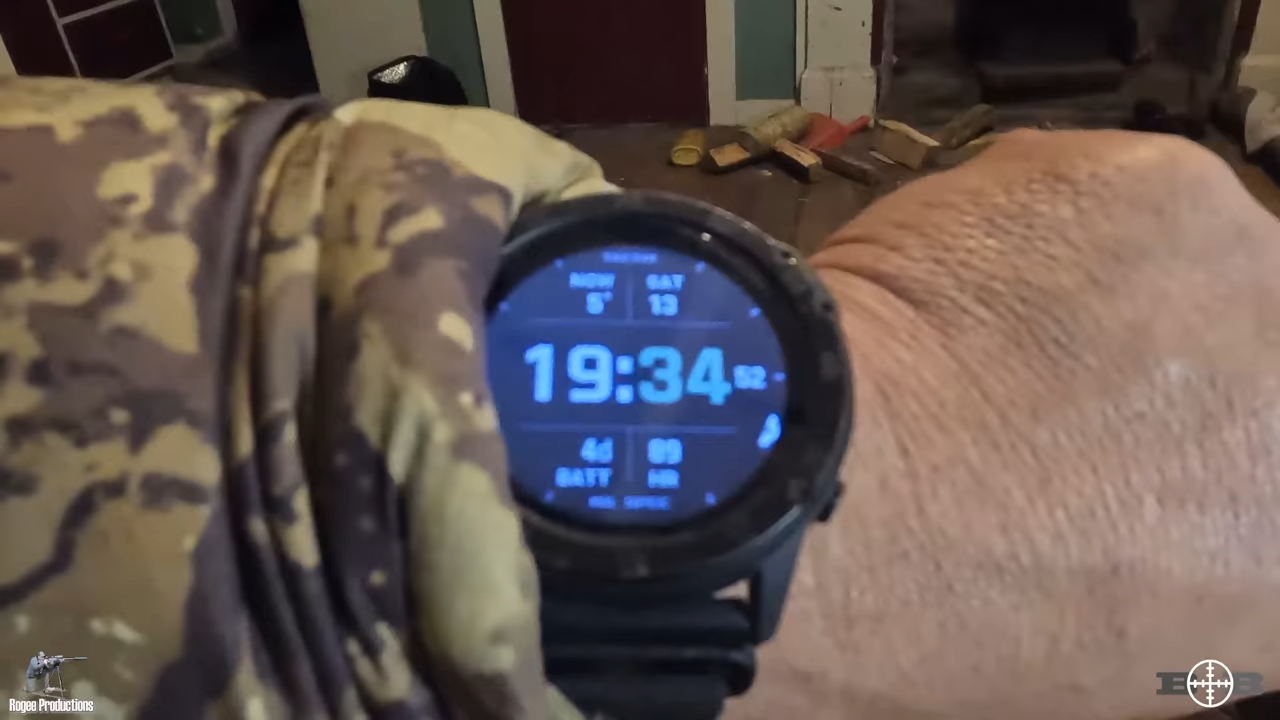 NOW SAT
5° 13
19:34 52
4d 89
BATT HR
Rogee Productions
B B